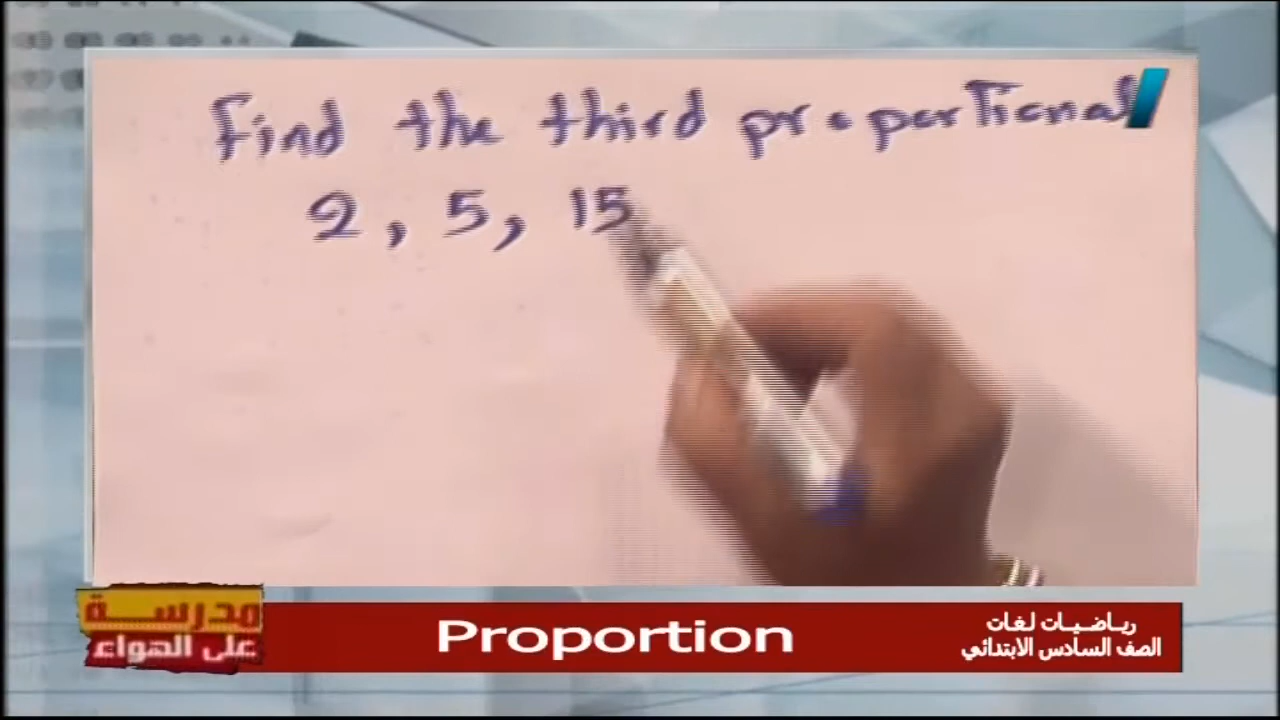 Find the third proportional
2, 5, 15
مدرسة
على الهواء
Proportion
رياضيات لغات
الصف السادس الابتدائي